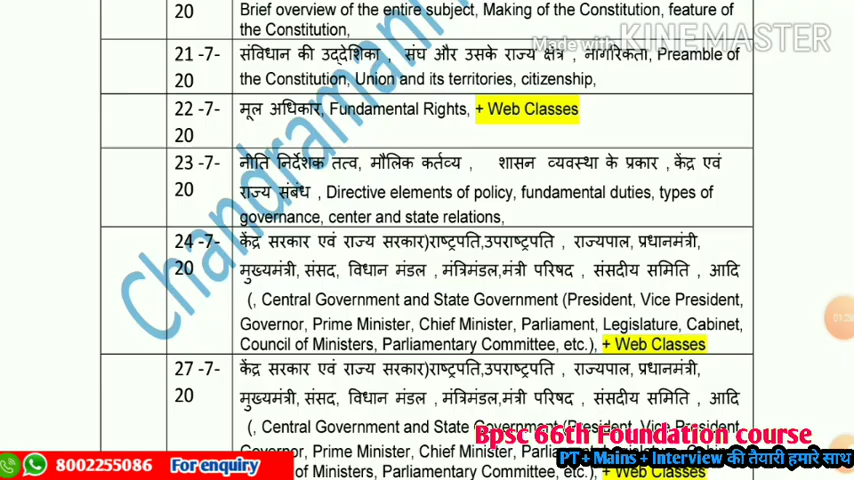 20
Brief overview of the entire subject, Making of the Constitution, feature of
the Constitution,
Made with KINEMASTER
21 -7-
20
संविधान की उद्देशिका , संघ और उसके राज्य क्षेत्र , नागरिकता, Preamble of
the Constitution, Union and its territories, citizenship,
22 -7-
20
मूल अधिकार, Fundamental Rights, + Web Classes
23 -7-
20
नीति निर्देशक तत्व, मौलिक कर्तव्य , शासन व्यवस्था के प्रकार , केंद्र एवं
राज्य संबंध , Directive elements of policy, fundamental duties, types of
governance, center and state relations,
24 -7-
20
केंद्र सरकार एवं राज्य सरकार)राष्ट्रपति,उपराष्ट्रपति , राज्यपाल, प्रधानमंत्री,
मुख्यमंत्री, संसद, विधान मंडल , मंत्रिमंडल,मंत्री परिषद , संसदीय समिति , आदि
(, Central Government and State Government (President, Vice President,
Governor, Prime Minister, Chief Minister, Parliament, Legislature, Cabinet,
Council of Ministers, Parliamentary Committee, etc.), + Web Classes
27 -7-
20
केंद्र सरकार एवं राज्य सरकार)राष्ट्रपति,उपराष्ट्रपति , राज्यपाल, प्रधानमंत्री,
मुख्यमंत्री, संसद, विधान मंडल , मंत्रिमंडल,मंत्री परिषद , संसदीय समिति , आदि
(, Central Government and State Government (President, Vice President,
Governor, Prime Minister, Chief Minister, Parliament, Legislature, Cabinet,
of Ministers, Parliamentary Committee, etc.), + Web Classes
Bpsc 66th Foundation course
PT + Mains + Interview की तैयारी हमारे साथ
8002255086 For enquiry